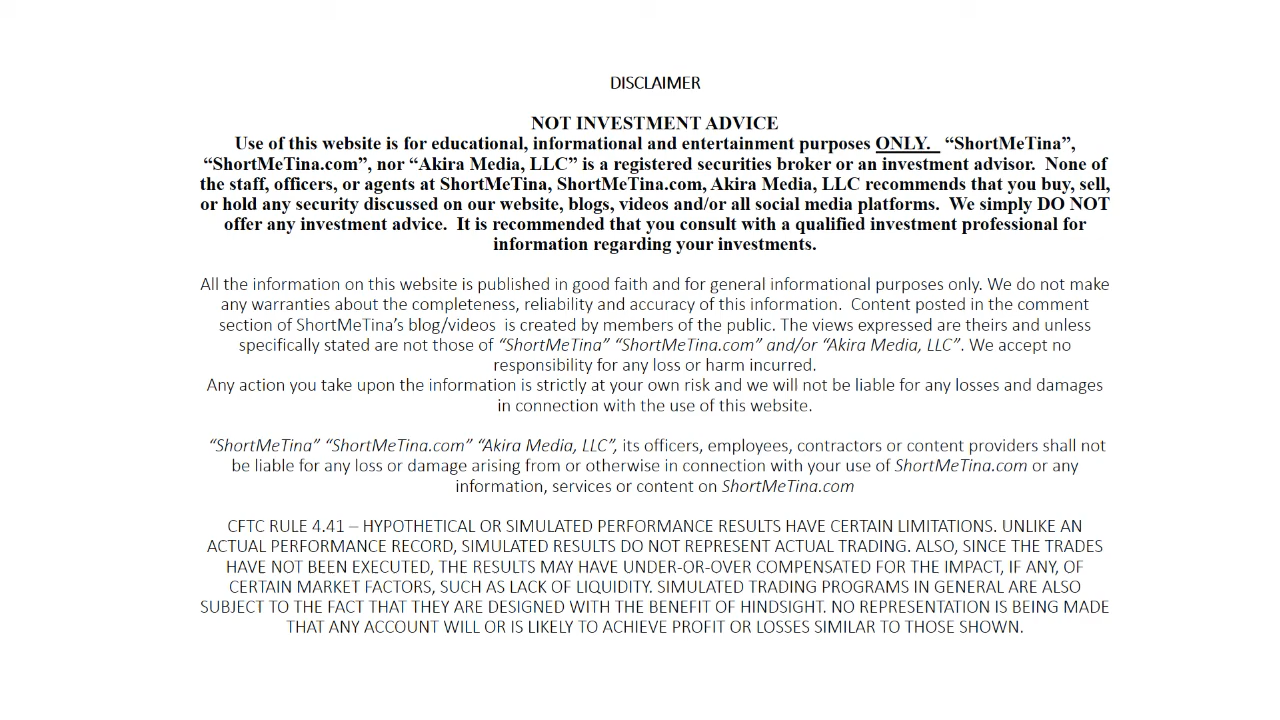 DISCLAIMER
NOT INVESTMENT ADVICE
Use of this website is for educational, informational and entertainment purposes ONLY. “ShortMeTina”,
“ShortMeTina.com”, nor “Akira Media, LLC” is a registered securities broker or an investment advisor. None of
the staff, officers, or agents at ShortMeTina, ShortMeTina.com, Akira Media, LLC recommends that you buy, sell,
or hold any security discussed on our website, blogs, videos and/or all social media platforms. We simply DO NOT
offer any investment advice. It is recommended that you consult with a qualified investment professional for
information regarding your investments.
All the information on this website is published in good faith and for general informational purposes only. We do not make
any warranties about the completeness, reliability and accuracy of this information. Content posted in the comment
section of ShortMeTina’s blog/videos is created by members of the public. The views expressed are theirs and unless
specifically stated are not those of “ShortMeTina” “ShortMeTina.com” and/or “Akira Media, LLC”. We accept no
responsibility for any loss or harm incurred.
Any action you take upon the information is strictly at your own risk and we will not be liable for any losses and damages
in connection with the use of this website.
“ShortMeTina” “ShortMeTina.com” “Akira Media, LLC”, its officers, employees, contractors or content providers shall not
be liable for any loss or damage arising from or otherwise in connection with your use of ShortMeTina.com or any
information, services or content on ShortMeTina.com
CFTC RULE 4.41 – HYPOTHETICAL OR SIMULATED PERFORMANCE RESULTS HAVE CERTAIN LIMITATIONS. UNLIKE AN
ACTUAL PERFORMANCE RECORD, SIMULATED RESULTS DO NOT REPRESENT ACTUAL TRADING. ALSO, SINCE THE TRADES
HAVE NOT BEEN EXECUTED, THE RESULTS MAY HAVE UNDER-OR-OVER COMPENSATED FOR THE IMPACT, IF ANY, OF
CERTAIN MARKET FACTORS, SUCH AS LACK OF LIQUIDITY. SIMULATED TRADING PROGRAMS IN GENERAL ARE ALSO
SUBJECT TO THE FACT THAT THEY ARE DESIGNED WITH THE BENEFIT OF HINDSIGHT. NO REPRESENTATION IS BEING MADE
THAT ANY ACCOUNT WILL OR IS LIKELY TO ACHIEVE PROFIT OR LOSSES SIMILAR TO THOSE SHOWN.